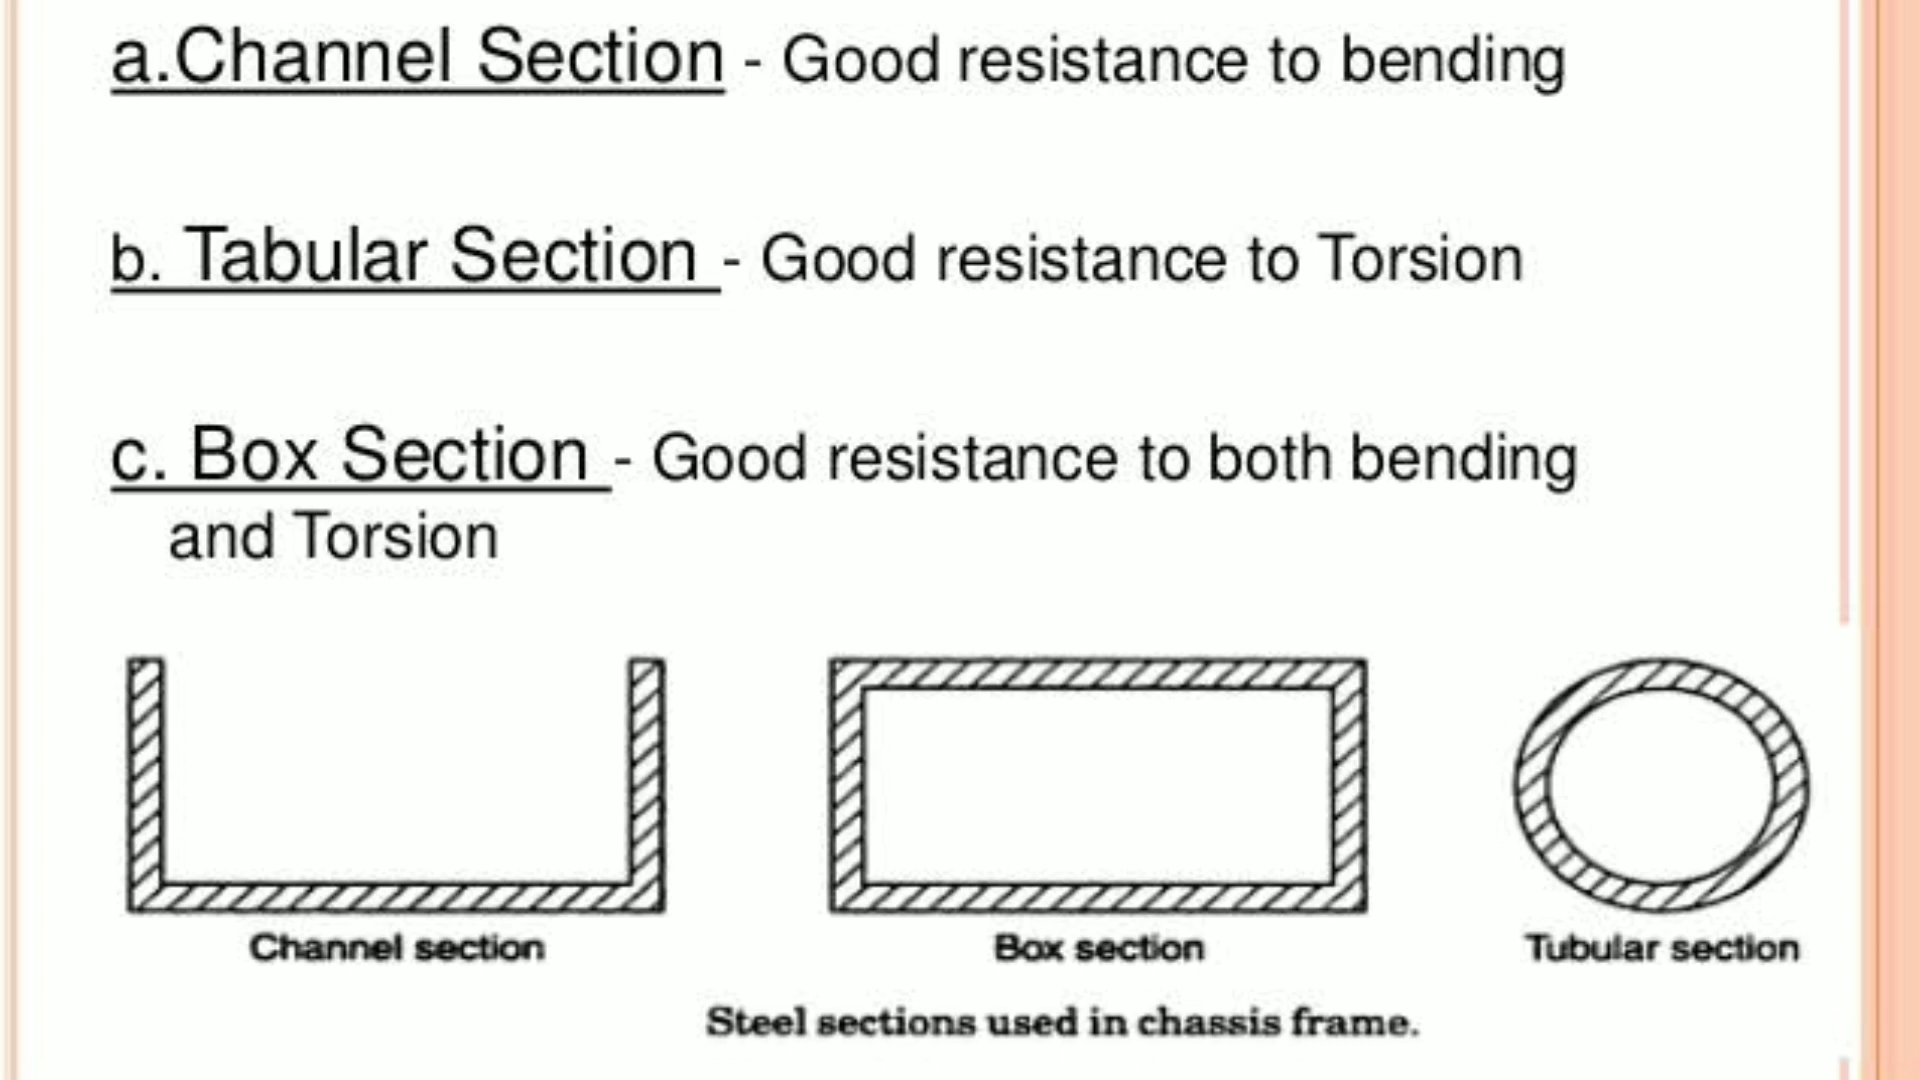 a.Channel Section - Good resistance to bending
b. Tabular Section - Good resistance to Torsion
c. Box Section - Good resistance to both bending
and Torsion
Channel section
Box section
Tubular section
Steel sections used in chassis frame.